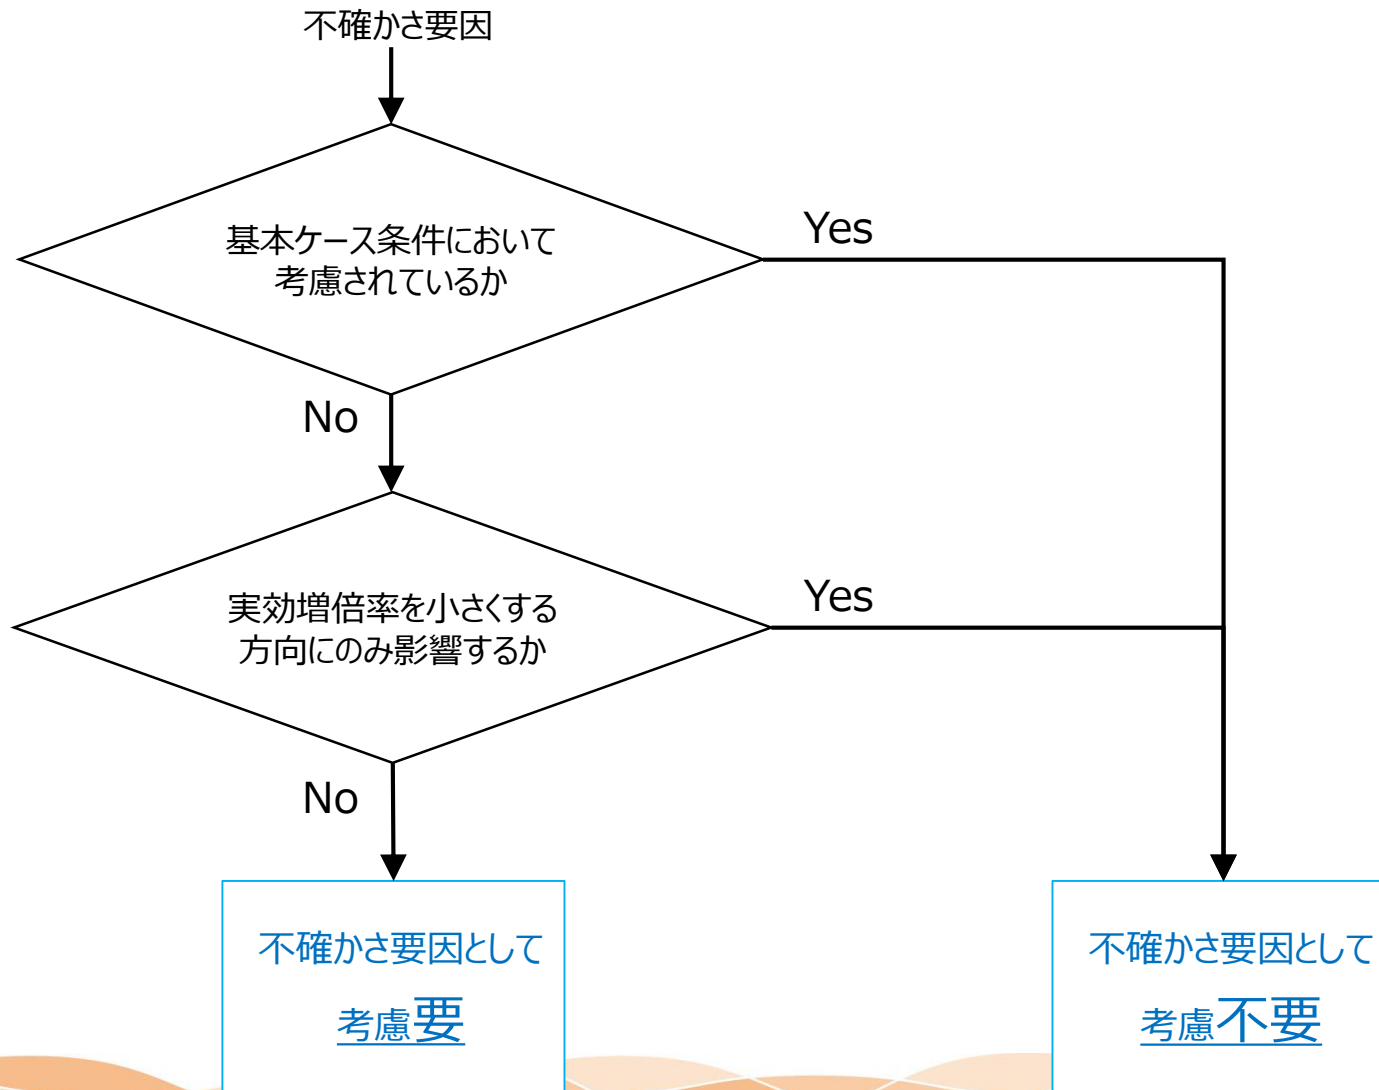 不確かさ要因
基本ケース条件において
考慮されているか
Yes
No
実効増倍率を小さくする
方向にのみ影響するか
Yes
No
不確かさ要因として
考慮要
不確かさ要因として
考慮不要